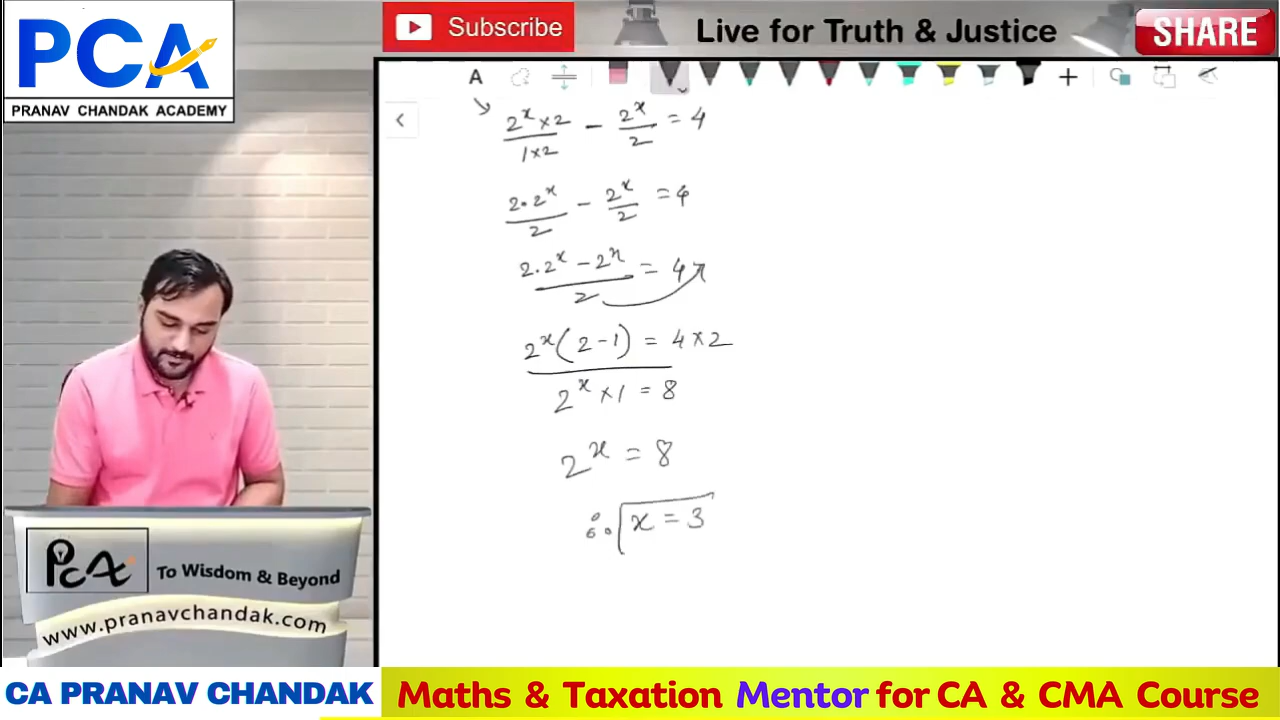 PCA
PRANAV CHANDAK ACADEMY
Subscribe
Live for Truth & Justice
SHARE
A
2^x × 2 / 1 × 2 − 2^x / 2 = 4
2 · 2^x / 2 − 2^x / 2 = 4
2 · 2^x − 2^x / 2 = 4
2^x (2 − 1) = 4 × 2
2^x × 1 = 8
2^x = 8
∴ x = 3
PCA
To Wisdom & Beyond
www.pranavchandak.com
CA PRANAV CHANDAK
Maths & Taxation Mentor for CA & CMA Course